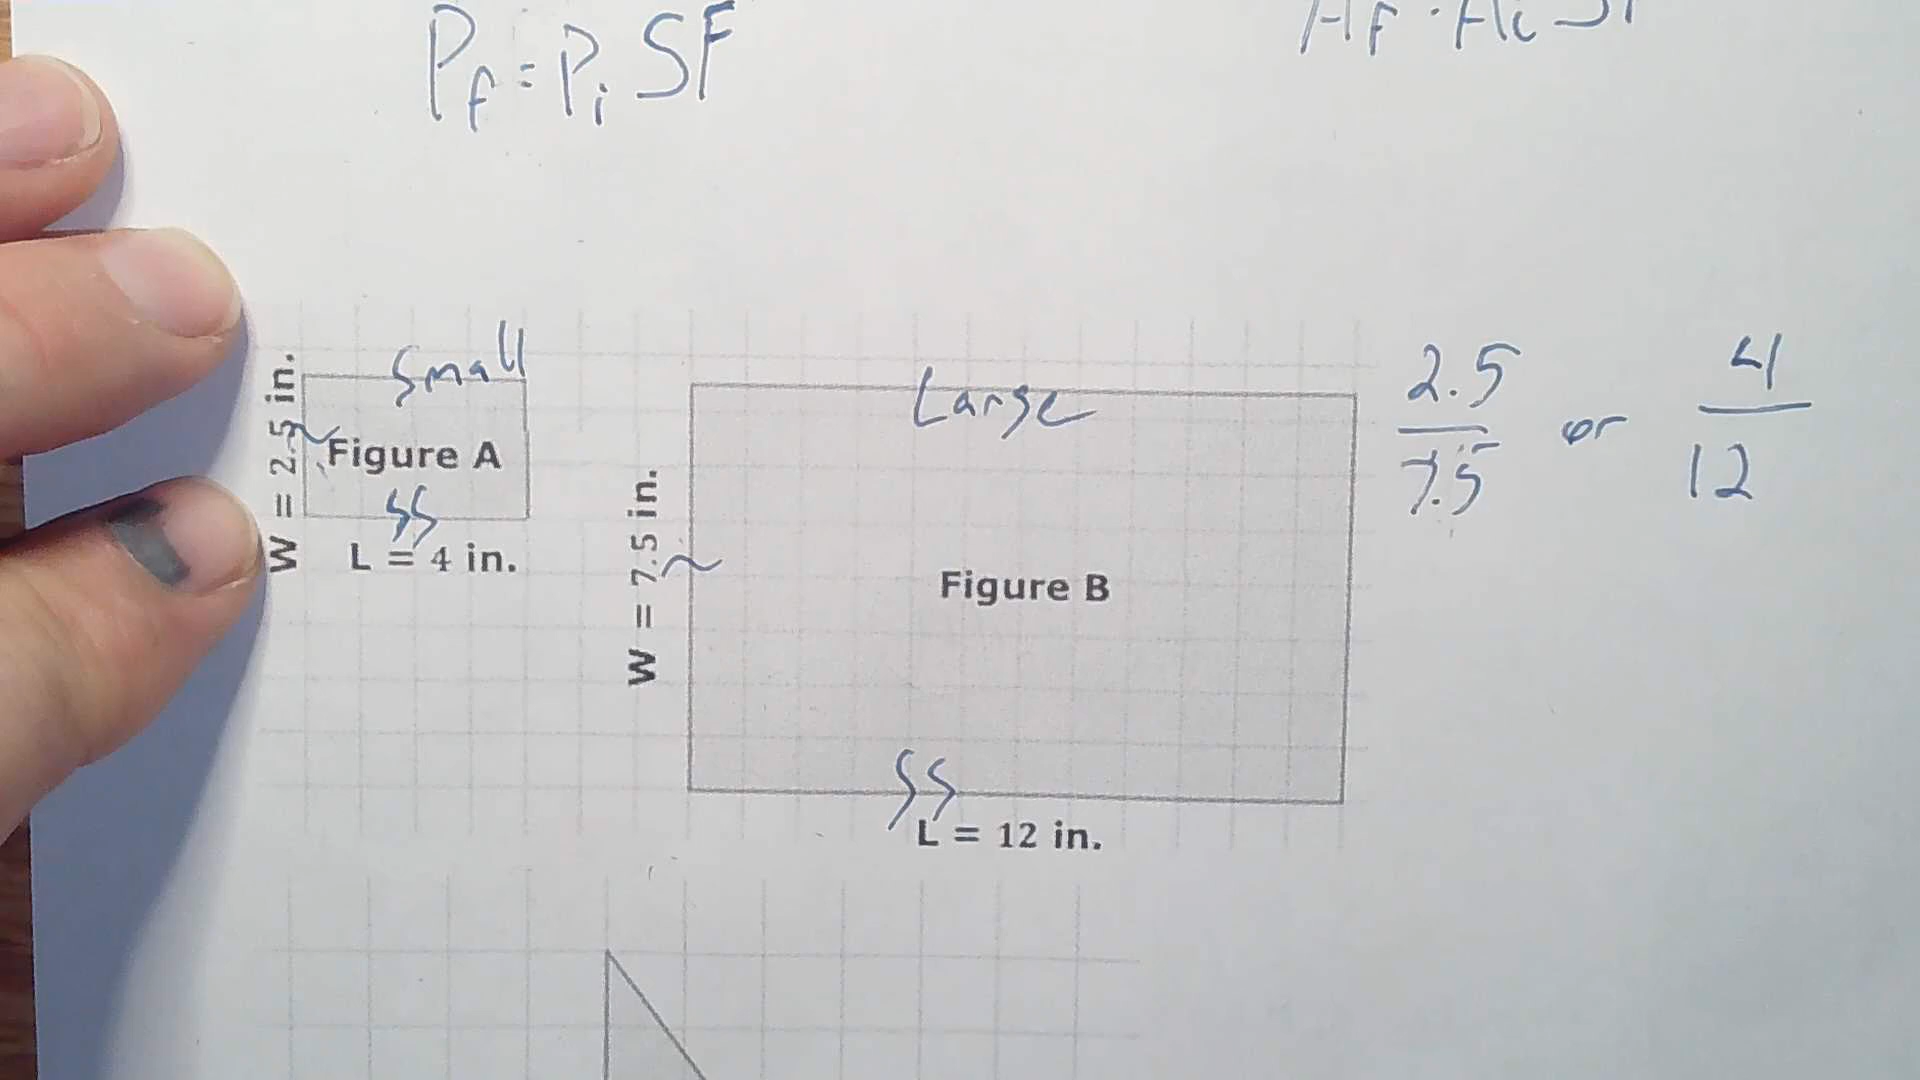 Pf = Pi SF
Small
W = 2.5 in.
Figure A
L = 4 in.
Large
W = 7.5 in.
Figure B
L = 12 in.
2.5 or 4
7.5 12